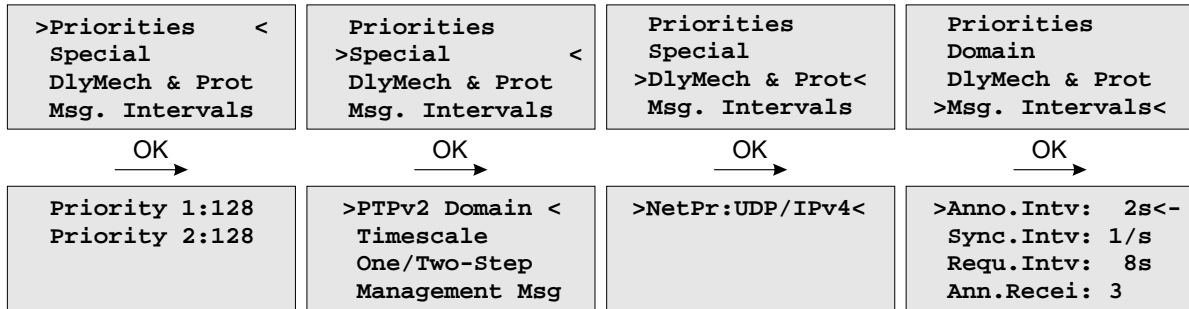 >Priorities <
Special
DlyMech & Prot
Msg. Intervals
Priorities
>Special <
DlyMech & Prot
Msg. Intervals
Priorities
Special
>DlyMech & Prot<
Msg. Intervals
Priorities
Domain
DlyMech & Prot
>Msg. Intervals<
OK
OK
OK
OK
Priority 1:128
Priority 2:128
>PTPv2 Domain <
Timescale
One/Two-Step
Management Msg
>NetPr:UDP/IPv4<
>Anno.Intv: 2s<-
Sync.Intv: 1/s
Requ.Intv: 8s
Ann.Recei: 3